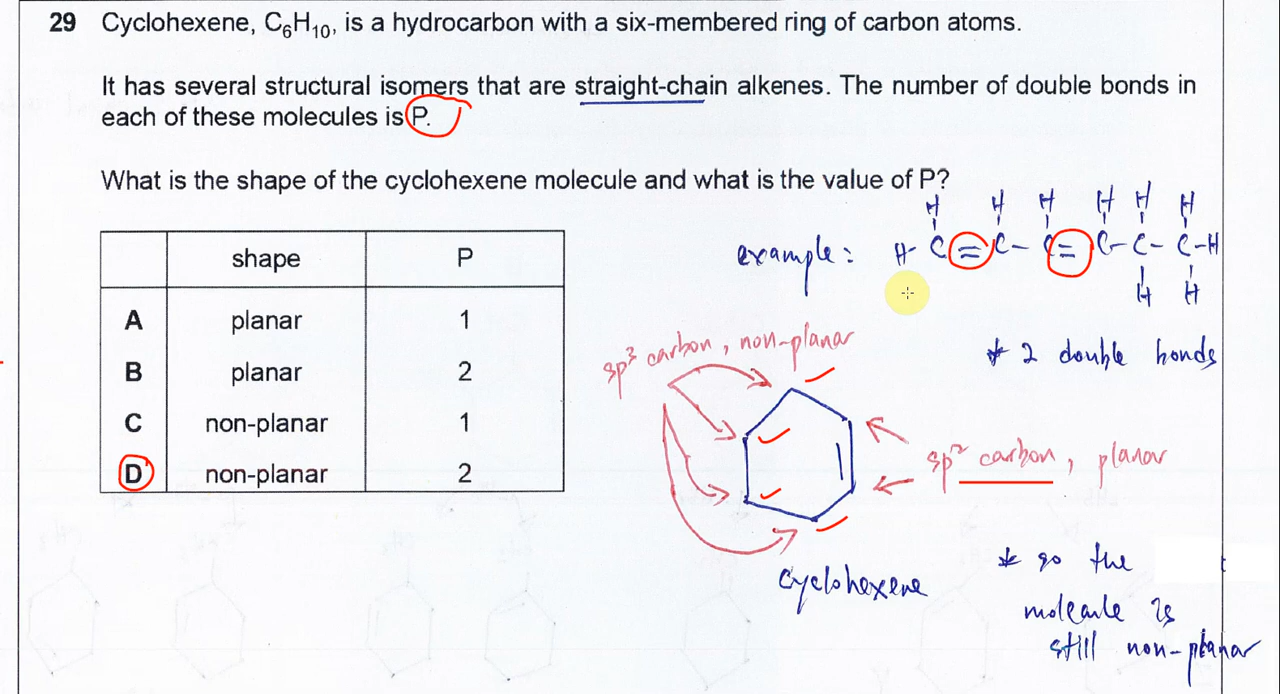 29 Cyclohexene, C₆H₁₀, is a hydrocarbon with a six-membered ring of carbon atoms.
It has several structural isomers that are straight-chain alkenes. The number of double bonds in
each of these molecules is P.
What is the shape of the cyclohexene molecule and what is the value of P?
shape P
A planar 1
B planar 2
C non-planar 1
D non-planar 2
H H H H H H
example: H-C=C-C=C-C-C-H
H H
* 2 double bonds
sp³ carbon, non-planar
sp² carbon, planar
cyclohexene
* so the
molecule is
still non-planar